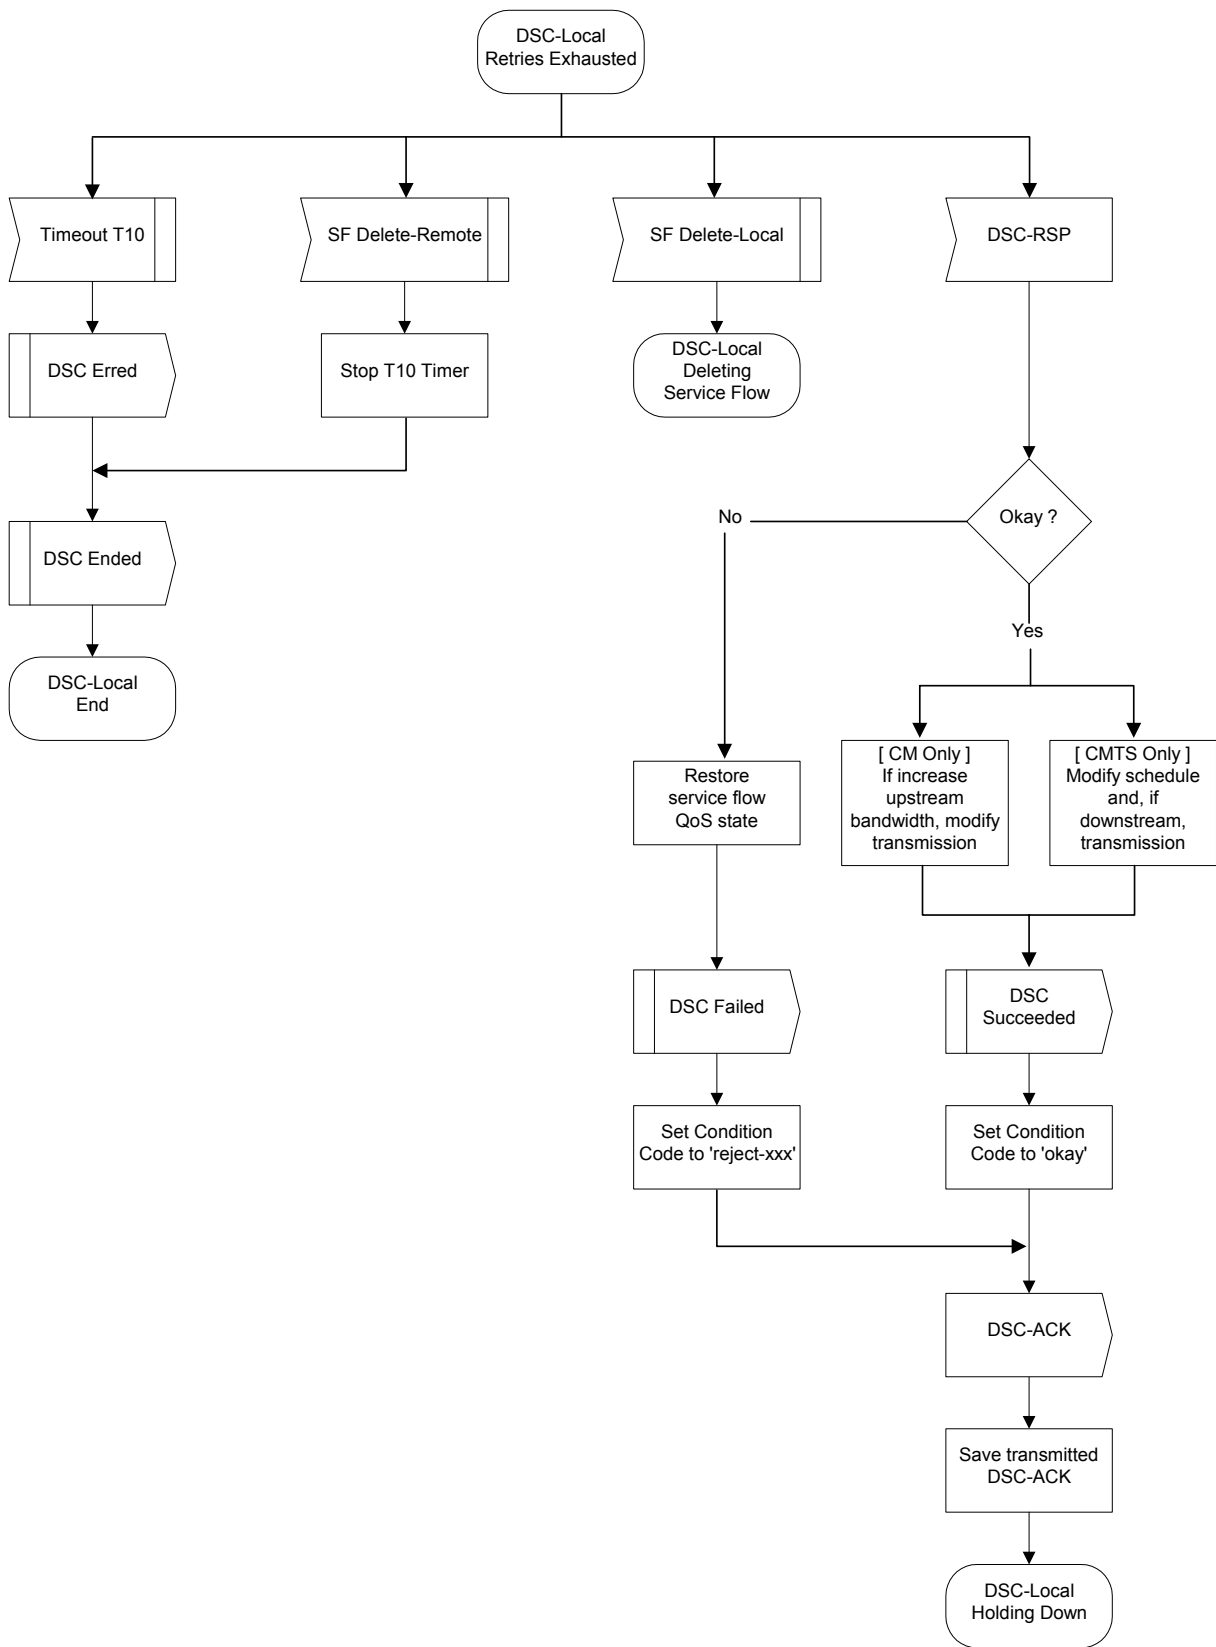 DSC-Local
Retries Exhausted
Timeout T10
SF Delete-Remote
SF Delete-Local
DSC-RSP
DSC Erred
Stop T10 Timer
DSC-Local
Deleting
Service Flow
No
Okay ?
DSC Ended
Yes
DSC-Local
End
Restore
service flow
QoS state
[ CM Only ]
If increase
upstream
bandwidth, modify
transmission
[ CMTS Only ]
Modify schedule
and, if
downstream,
transmission
DSC Failed
DSC
Succeeded
Set Condition
Code to 'reject-xxx'
Set Condition
Code to 'okay'
DSC-ACK
Save transmitted
DSC-ACK
DSC-Local
Holding Down